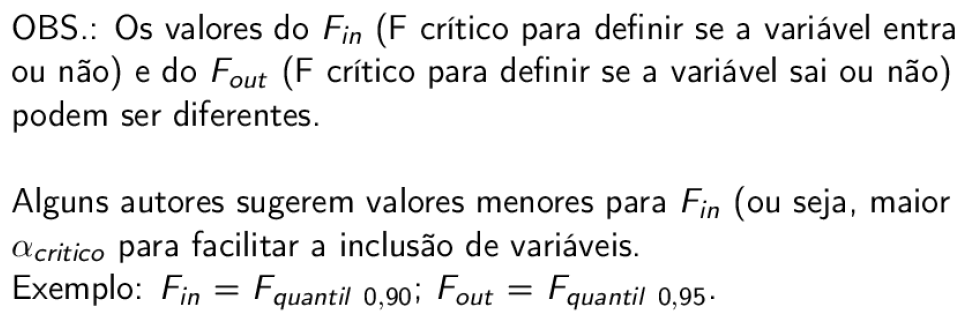 OBS.: Os valores do F_in (F crítico para definir se a variável entra
ou não) e do F_out (F crítico para definir se a variável sai ou não)
podem ser diferentes.
Alguns autores sugerem valores menores para F_in (ou seja, maior
α_critico para facilitar a inclusão de variáveis.
Exemplo: F_in = F_quantil 0,90; F_out = F_quantil 0,95.